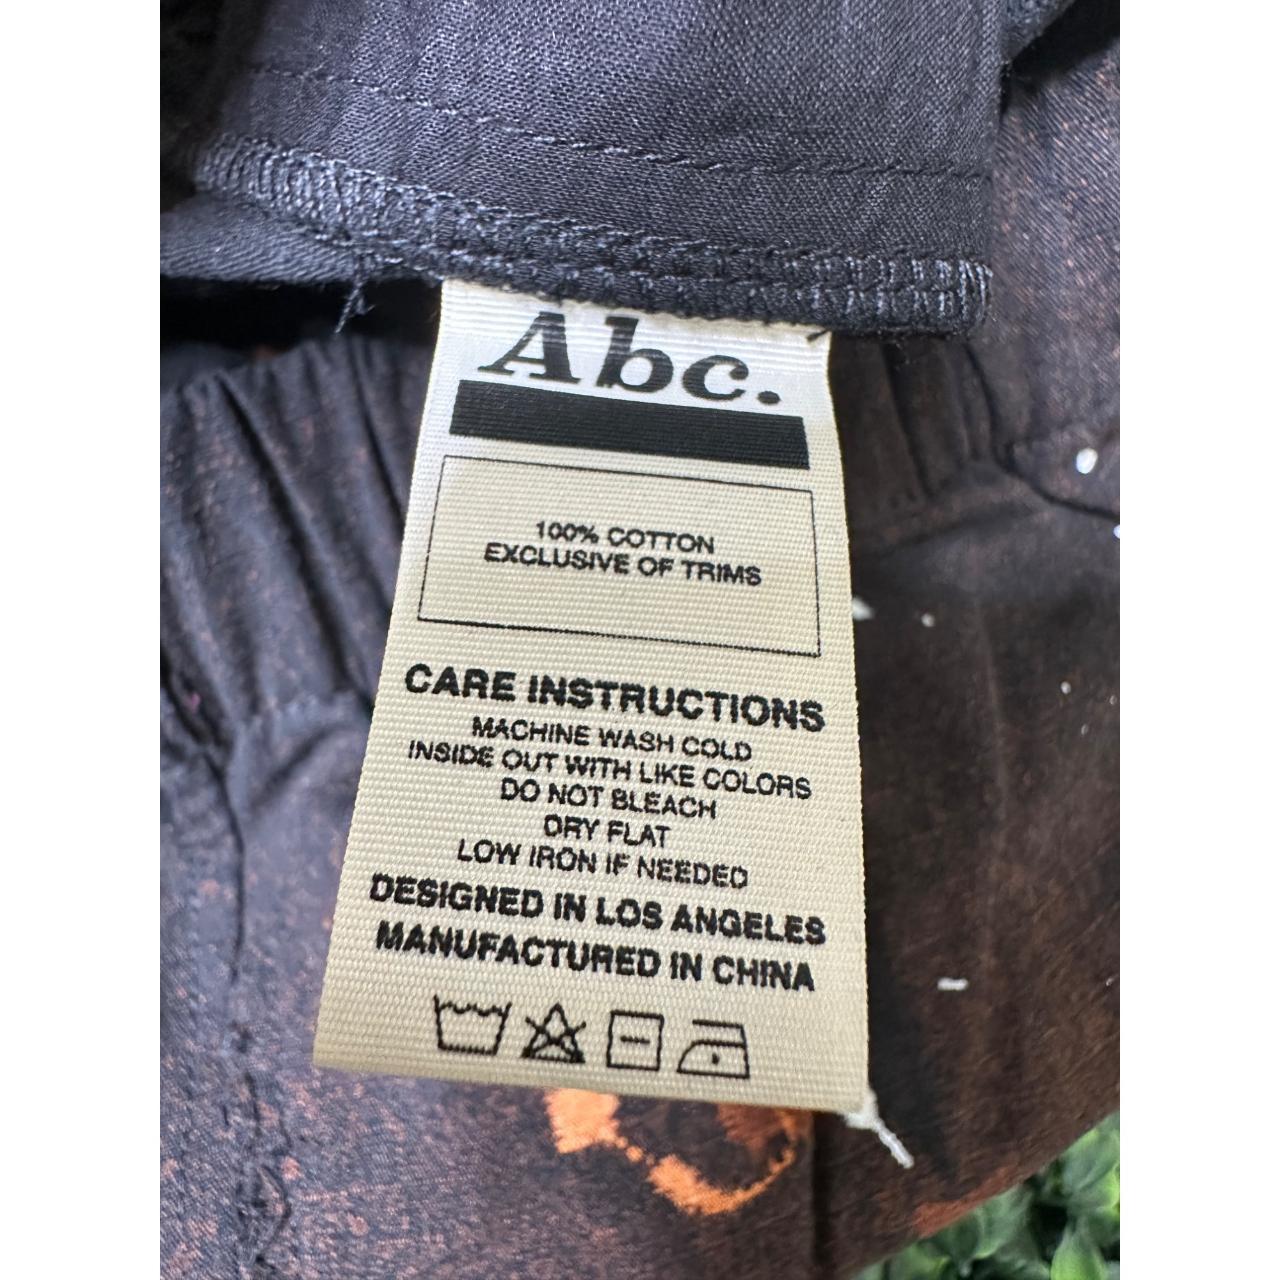 Abc.
100% COTTON
EXCLUSIVE OF TRIMS
CARE INSTRUCTIONS
MACHINE WASH COLD
INSIDE OUT WITH LIKE COLORS
DO NOT BLEACH
DRY FLAT
LOW IRON IF NEEDED
DESIGNED IN LOS ANGELES
MANUFACTURED IN CHINA